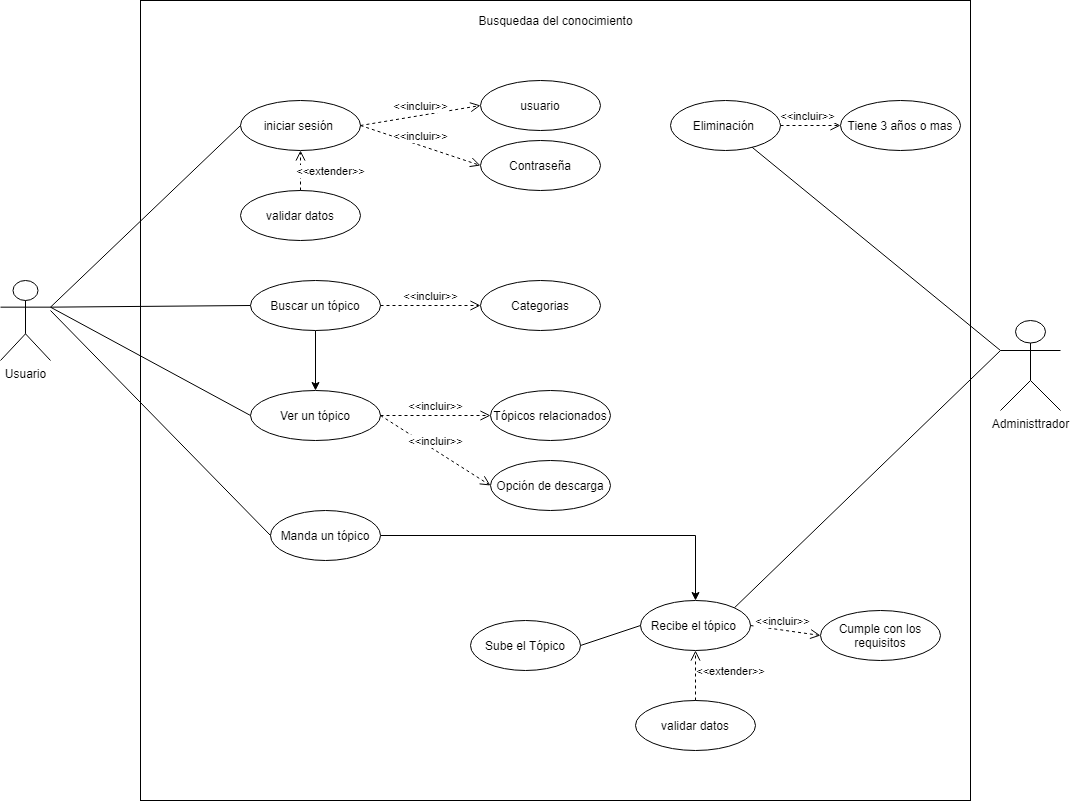 Busquedaa del conocimiento
<<incluir>>
usuario
iniciar sesión
<<incluir>>
Contraseña
<<extender>>
validar datos
Eliminación
<<incluir>>
Tiene 3 años o mas
Buscar un tópico
<<incluir>>
Categorias
Usuario
Ver un tópico
<<incluir>>
Tópicos relacionados
<<incluir>>
Opción de descarga
Administtrador
Manda un tópico
Sube el Tópico
Recibe el tópico
<<incluir>>
Cumple con los
requisitos
<<extender>>
validar datos